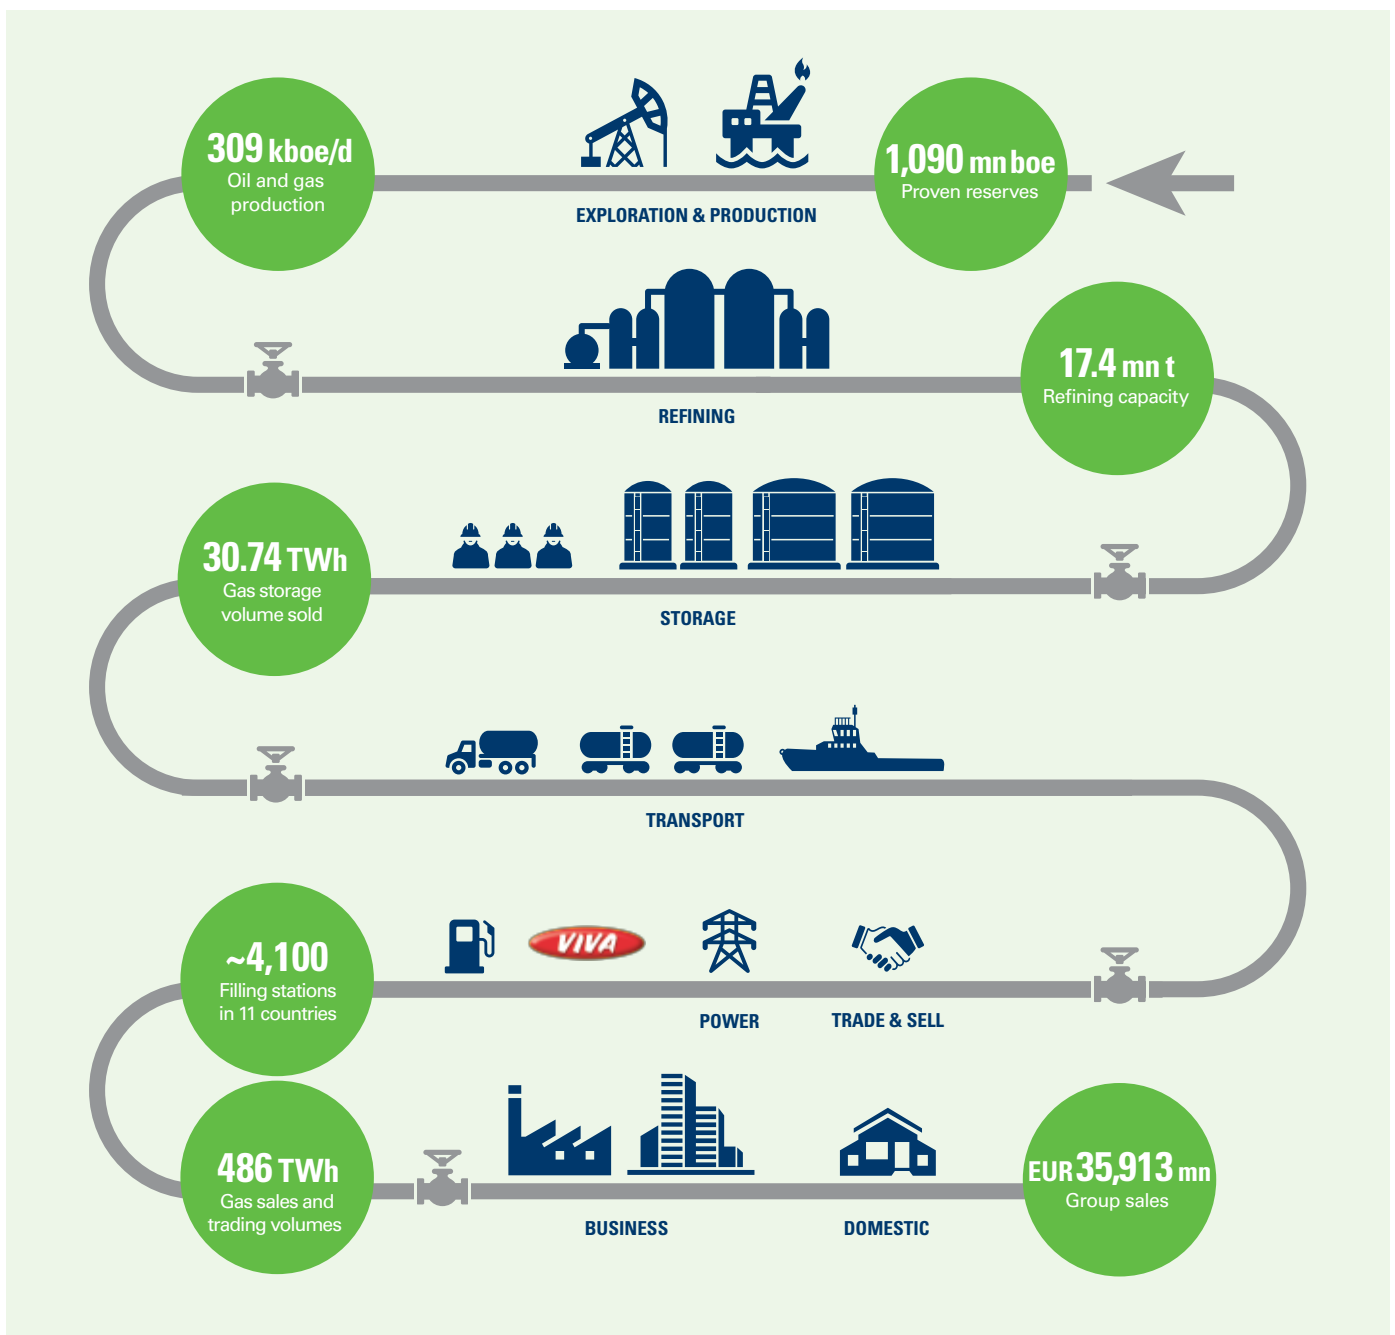 309 kboe/d
Oil and gas
production
1,090 mn boe
Proven reserves
EXPLORATION & PRODUCTION
17.4 mn t
Refining capacity
REFINING
30.74 TWh
Gas storage
volume sold
STORAGE
TRANSPORT
~4,100
Filling stations
in 11 countries
VIVA
POWER
TRADE & SELL
486 TWh
Gas sales and
trading volumes
BUSINESS
DOMESTIC
EUR 35,913 mn
Group sales